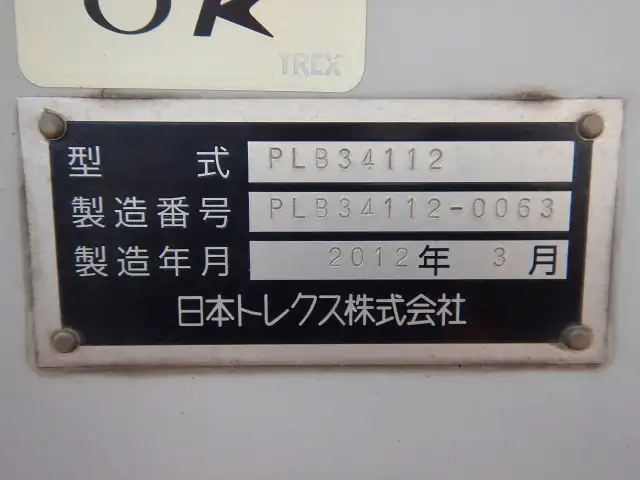 OK
TREX
型式 PLB34112
製造番号 PLB34112-0063
製造年月 2012年 3月
日本トレクス株式会社